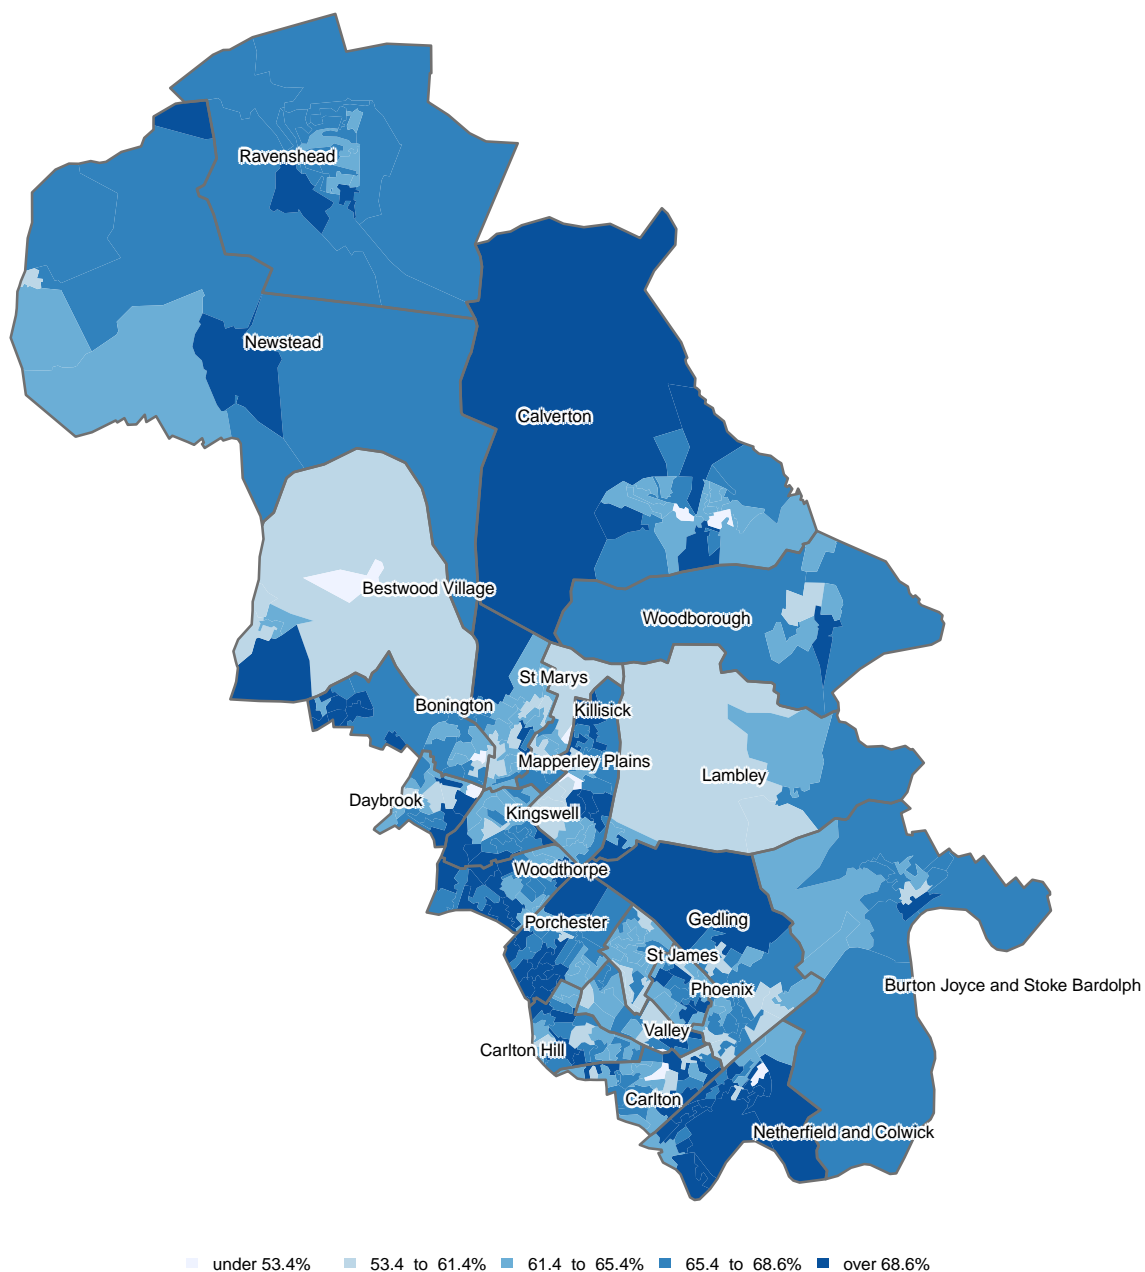 Ravenshead
Newstead
Calverton
Bestwood Village
Woodborough
St Marys
Bonington
Killisick
Mapperley Plains
Lambley
Daybrook
Kingswell
Woodthorpe
Porchester
Gedling
St James
Phoenix
Burton Joyce and Stoke Bardolph
Valley
Carlton Hill
Carlton
Netherfield and Colwick
under 53.4% 53.4 to 61.4% 61.4 to 65.4% 65.4 to 68.6% over 68.6%